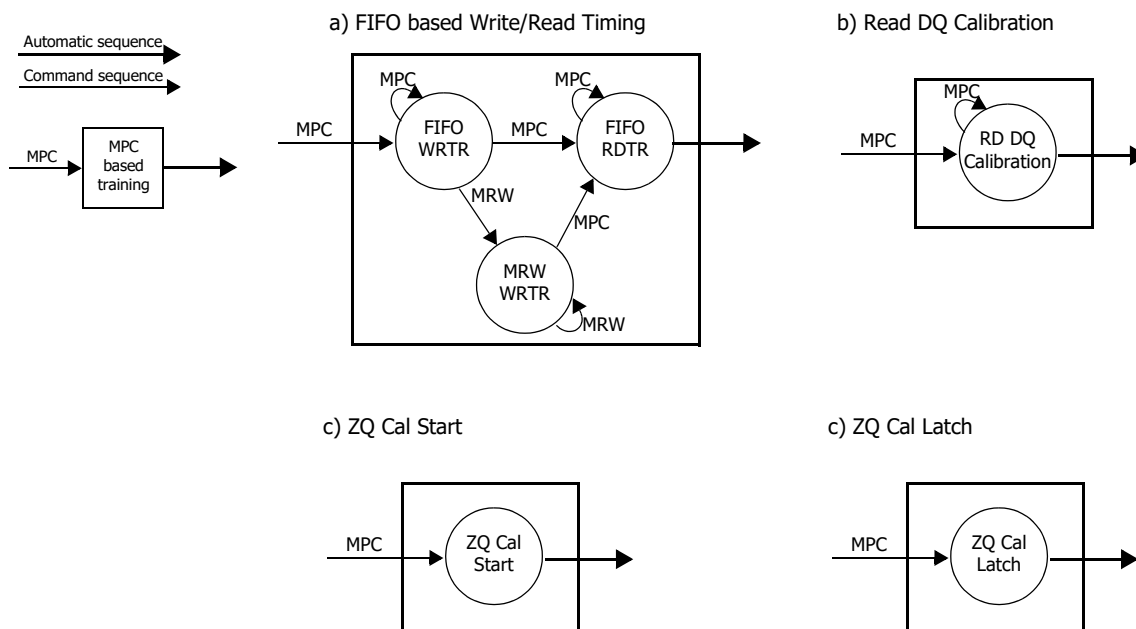 Automatic sequence
Command sequence
MPC
MPC
based
training
a) FIFO based Write/Read Timing
MPC
MPC
FIFO
WRTR
MPC
MPC
FIFO
RDTR
MRW
MPC
MRW
WRTR
MRW
b) Read DQ Calibration
MPC
MPC
RD DQ
Calibration
c) ZQ Cal Start
MPC
ZQ Cal
Start
c) ZQ Cal Latch
MPC
ZQ Cal
Latch